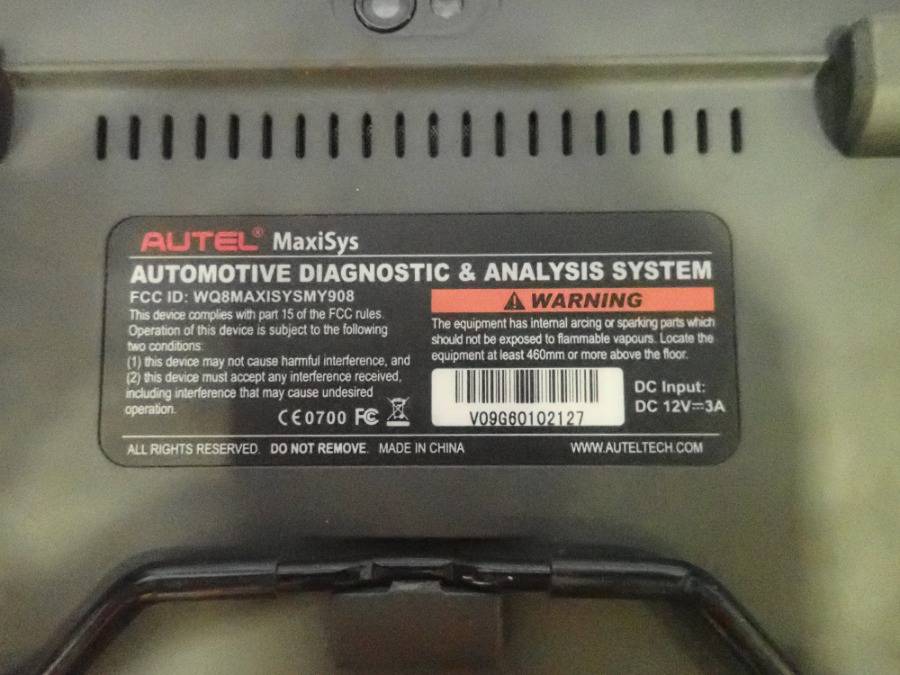 AUTEL® MaxiSys
AUTOMOTIVE DIAGNOSTIC & ANALYSIS SYSTEM
FCC ID: WQ8MAXISYSMY908
This device complies with part 15 of the FCC rules.
Operation of this device is subject to the following
two conditions:
(1) this device may not cause harmful interference, and
(2) this device must accept any interference received,
including interference that may cause undesired
operation.
CE0700 FC
WARNING
The equipment has internal arcing or sparking parts which
should not be exposed to flammable vapours. Locate the
equipment at least 460mm or more above the floor.
V09G60102127
DC Input:
DC 12V⎓3A
ALL RIGHTS RESERVED. DO NOT REMOVE. MADE IN CHINA
WWW.AUTELTECH.COM